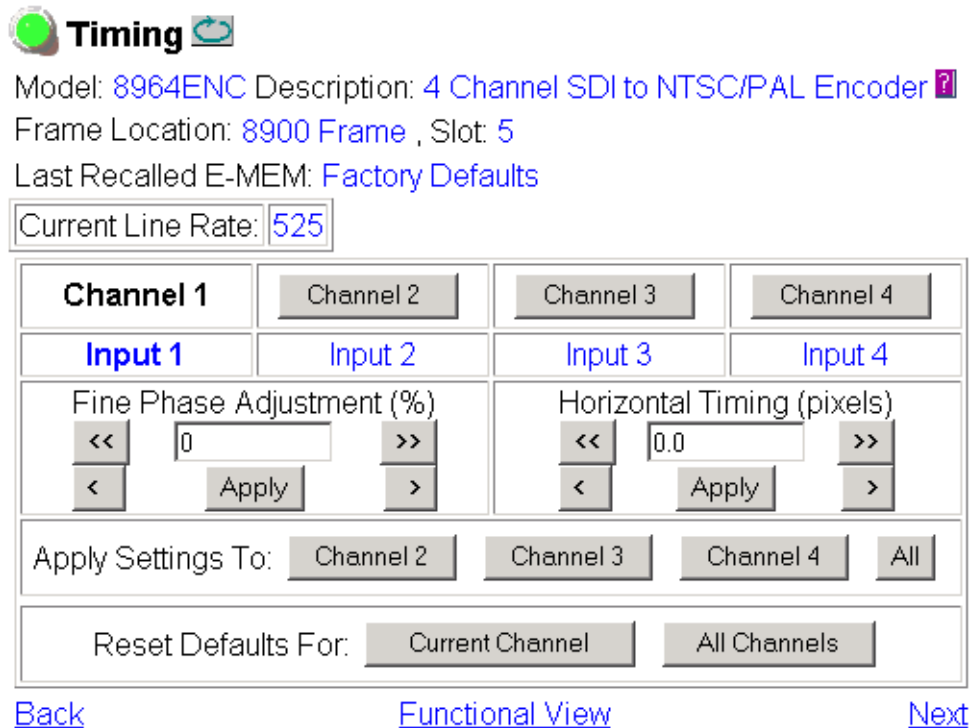 Timing
Model: 8964ENC Description: 4 Channel SDI to NTSC/PAL Encoder ?
Frame Location: 8900 Frame , Slot: 5
Last Recalled E-MEM: Factory Defaults
Current Line Rate: 525
Channel 1 Channel 2 Channel 3 Channel 4
Input 1 Input 2 Input 3 Input 4
Fine Phase Adjustment (%) Horizontal Timing (pixels)
<< 0 >> << 0.0 >>
< Apply > < Apply >
Apply Settings To: Channel 2 Channel 3 Channel 4 All
Reset Defaults For: Current Channel All Channels
Back Functional View Next